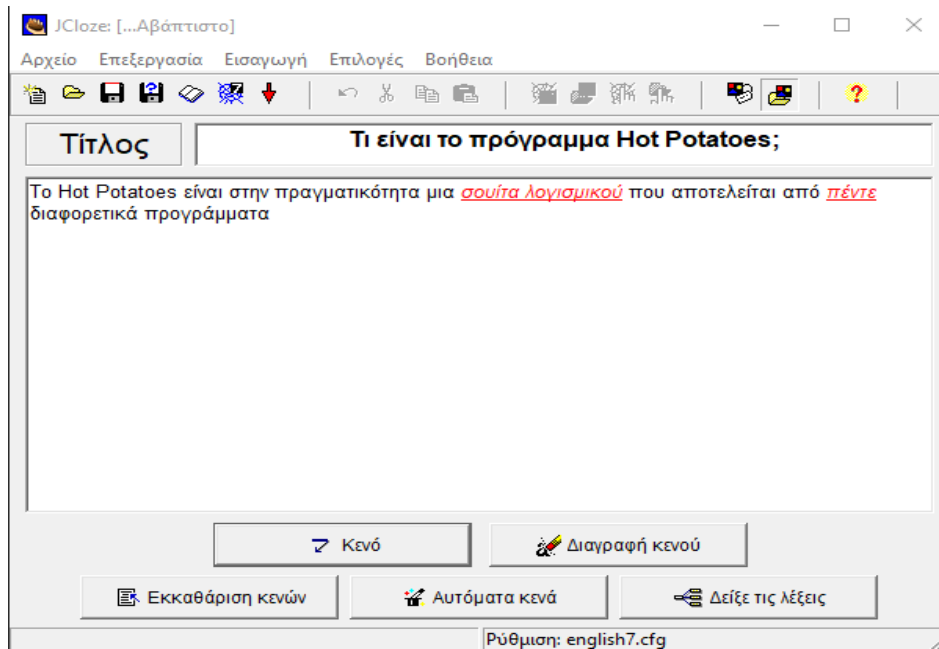 JCloze: [...Αβάπτιστο]
Αρχείο Επεξεργασία Εισαγωγή Επιλογές Βοήθεια
Τίτλος Τι είναι το πρόγραμμα Hot Potatoes;
Το Hot Potatoes είναι στην πραγματικότητα μια σουίτα λογισμικού που αποτελείται από πέντε
διαφορετικά προγράμματα
Κενό Διαγραφή κενού
Εκκαθάριση κενών Αυτόματα κενά Δείξε τις λέξεις
Ρύθμιση: english7.cfg